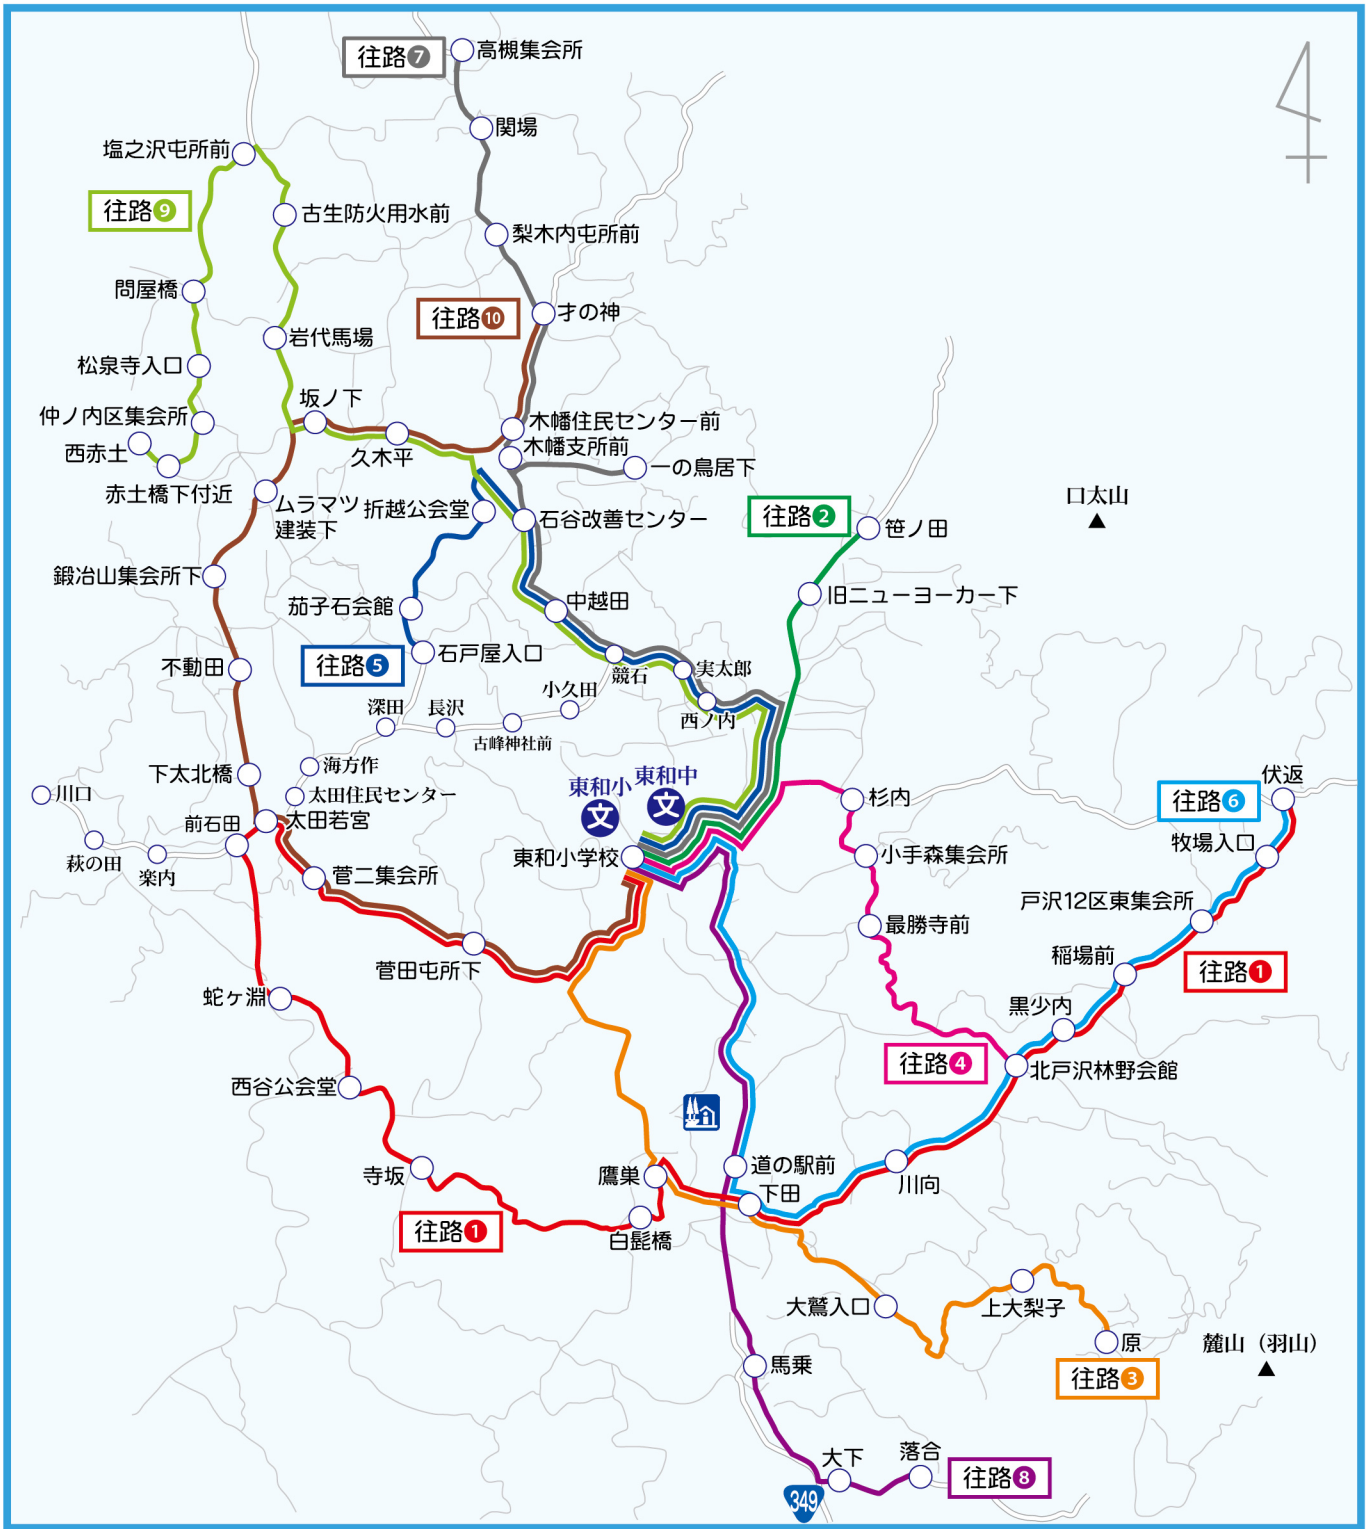 往路7
高槻集会所
関場
塩之沢屯所前
往路9
古生防火用水前
梨木内屯所前
問屋橋
往路10
才の神
岩代馬場
松泉寺入口
坂ノ下
仲ノ内区集会所
木幡住民センター前
西赤土
久木平
木幡支所前
一の鳥居下
赤土橋下付近
ムラマツ
建装下
折越公会堂
石谷改善センター
往路2
笹ノ田
口太山
鍛冶山集会所下
茄子石会館
中越田
旧ニューヨーカー下
往路5
石戸屋入口
不動田
競石
実太郎
小久田
深田
長沢
西ノ内
古峰神社前
下太北橋
海方作
東和小
東和中
文
文
伏返
川口
太田住民センター
杉内
往路6
前石田
太田若宮
萩の田
楽内
東和小学校
小手森集会所
牧場入口
菅二集会所
戸沢12区東集会所
最勝寺前
菅田屯所下
稲場前
往路1
蛇ヶ淵
黒少内
往路4
北戸沢林野会館
西谷公会堂
寺坂
鷹巣
道の駅前
下田
川向
往路1
白髭橋
大鷲入口
上大梨子
原
麓山（羽山）
往路3
馬乗
大下
落合
往路8
349